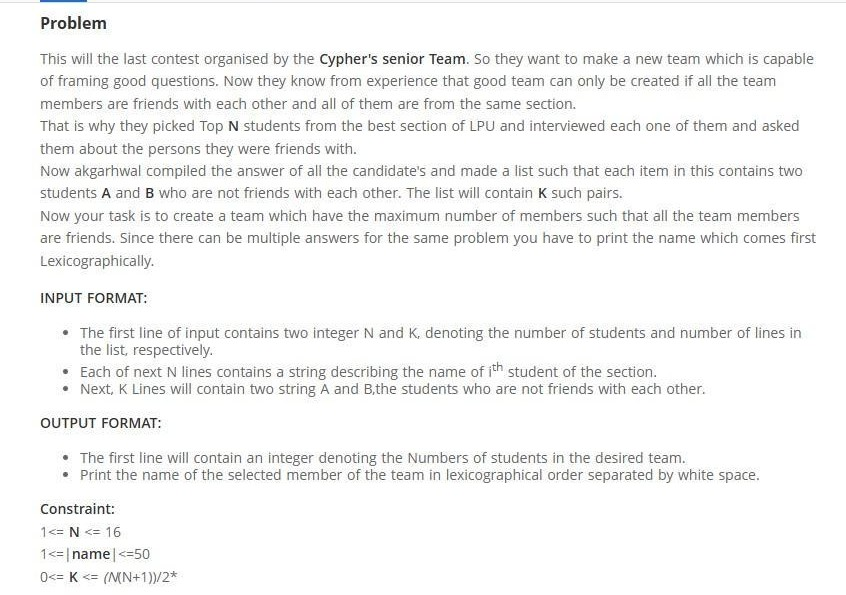 Problem
This will the last contest organised by the Cypher's senior Team. So they want to make a new team which is capable
of framing good questions. Now they know from experience that good team can only be created if all the team
members are friends with each other and all of them are from the same section.
That is why they picked Top N students from the best section of LPU and interviewed each one of them and asked
them about the persons they were friends with.
Now akgarhwal compiled the answer of all the candidate's and made a list such that each item in this contains two
students A and B who are not friends with each other. The list will contain K such pairs.
Now your task is to create a team which have the maximum number of members such that all the team members
are friends. Since there can be multiple answers for the same problem you have to print the name which comes first
Lexicographically.
INPUT FORMAT:
• The first line of input contains two integer N and K, denoting the number of students and number of lines in
the list, respectively.
• Each of next N lines contains a string describing the name of ith student of the section.
• Next, K Lines will contain two string A and B,the students who are not friends with each other.
OUTPUT FORMAT:
• The first line will contain an integer denoting the Numbers of students in the desired team.
• Print the name of the selected member of the team in lexicographical order separated by white space.
Constraint:
1<= N <= 16
1<=|name|<=50
0<= K <= (N(N+1))/2*